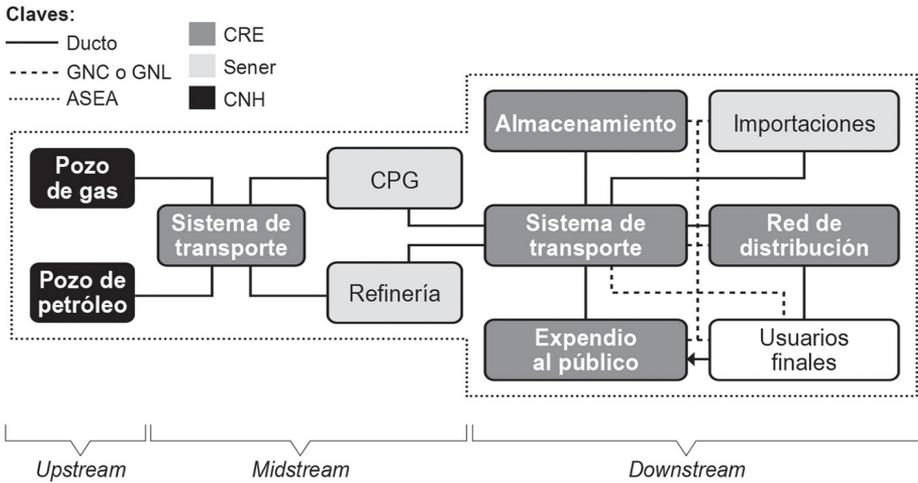 Claves:
Ducto
GNC o GNL
ASEA
CRE
Sener
CNH
Pozo
de gas
Pozo de
petróleo
Sistema de
transporte
CPG
Refinería
Almacenamiento
Importaciones
Sistema de
transporte
Red de
distribución
Expendio
al público
Usuarios
finales
Upstream
Midstream
Downstream